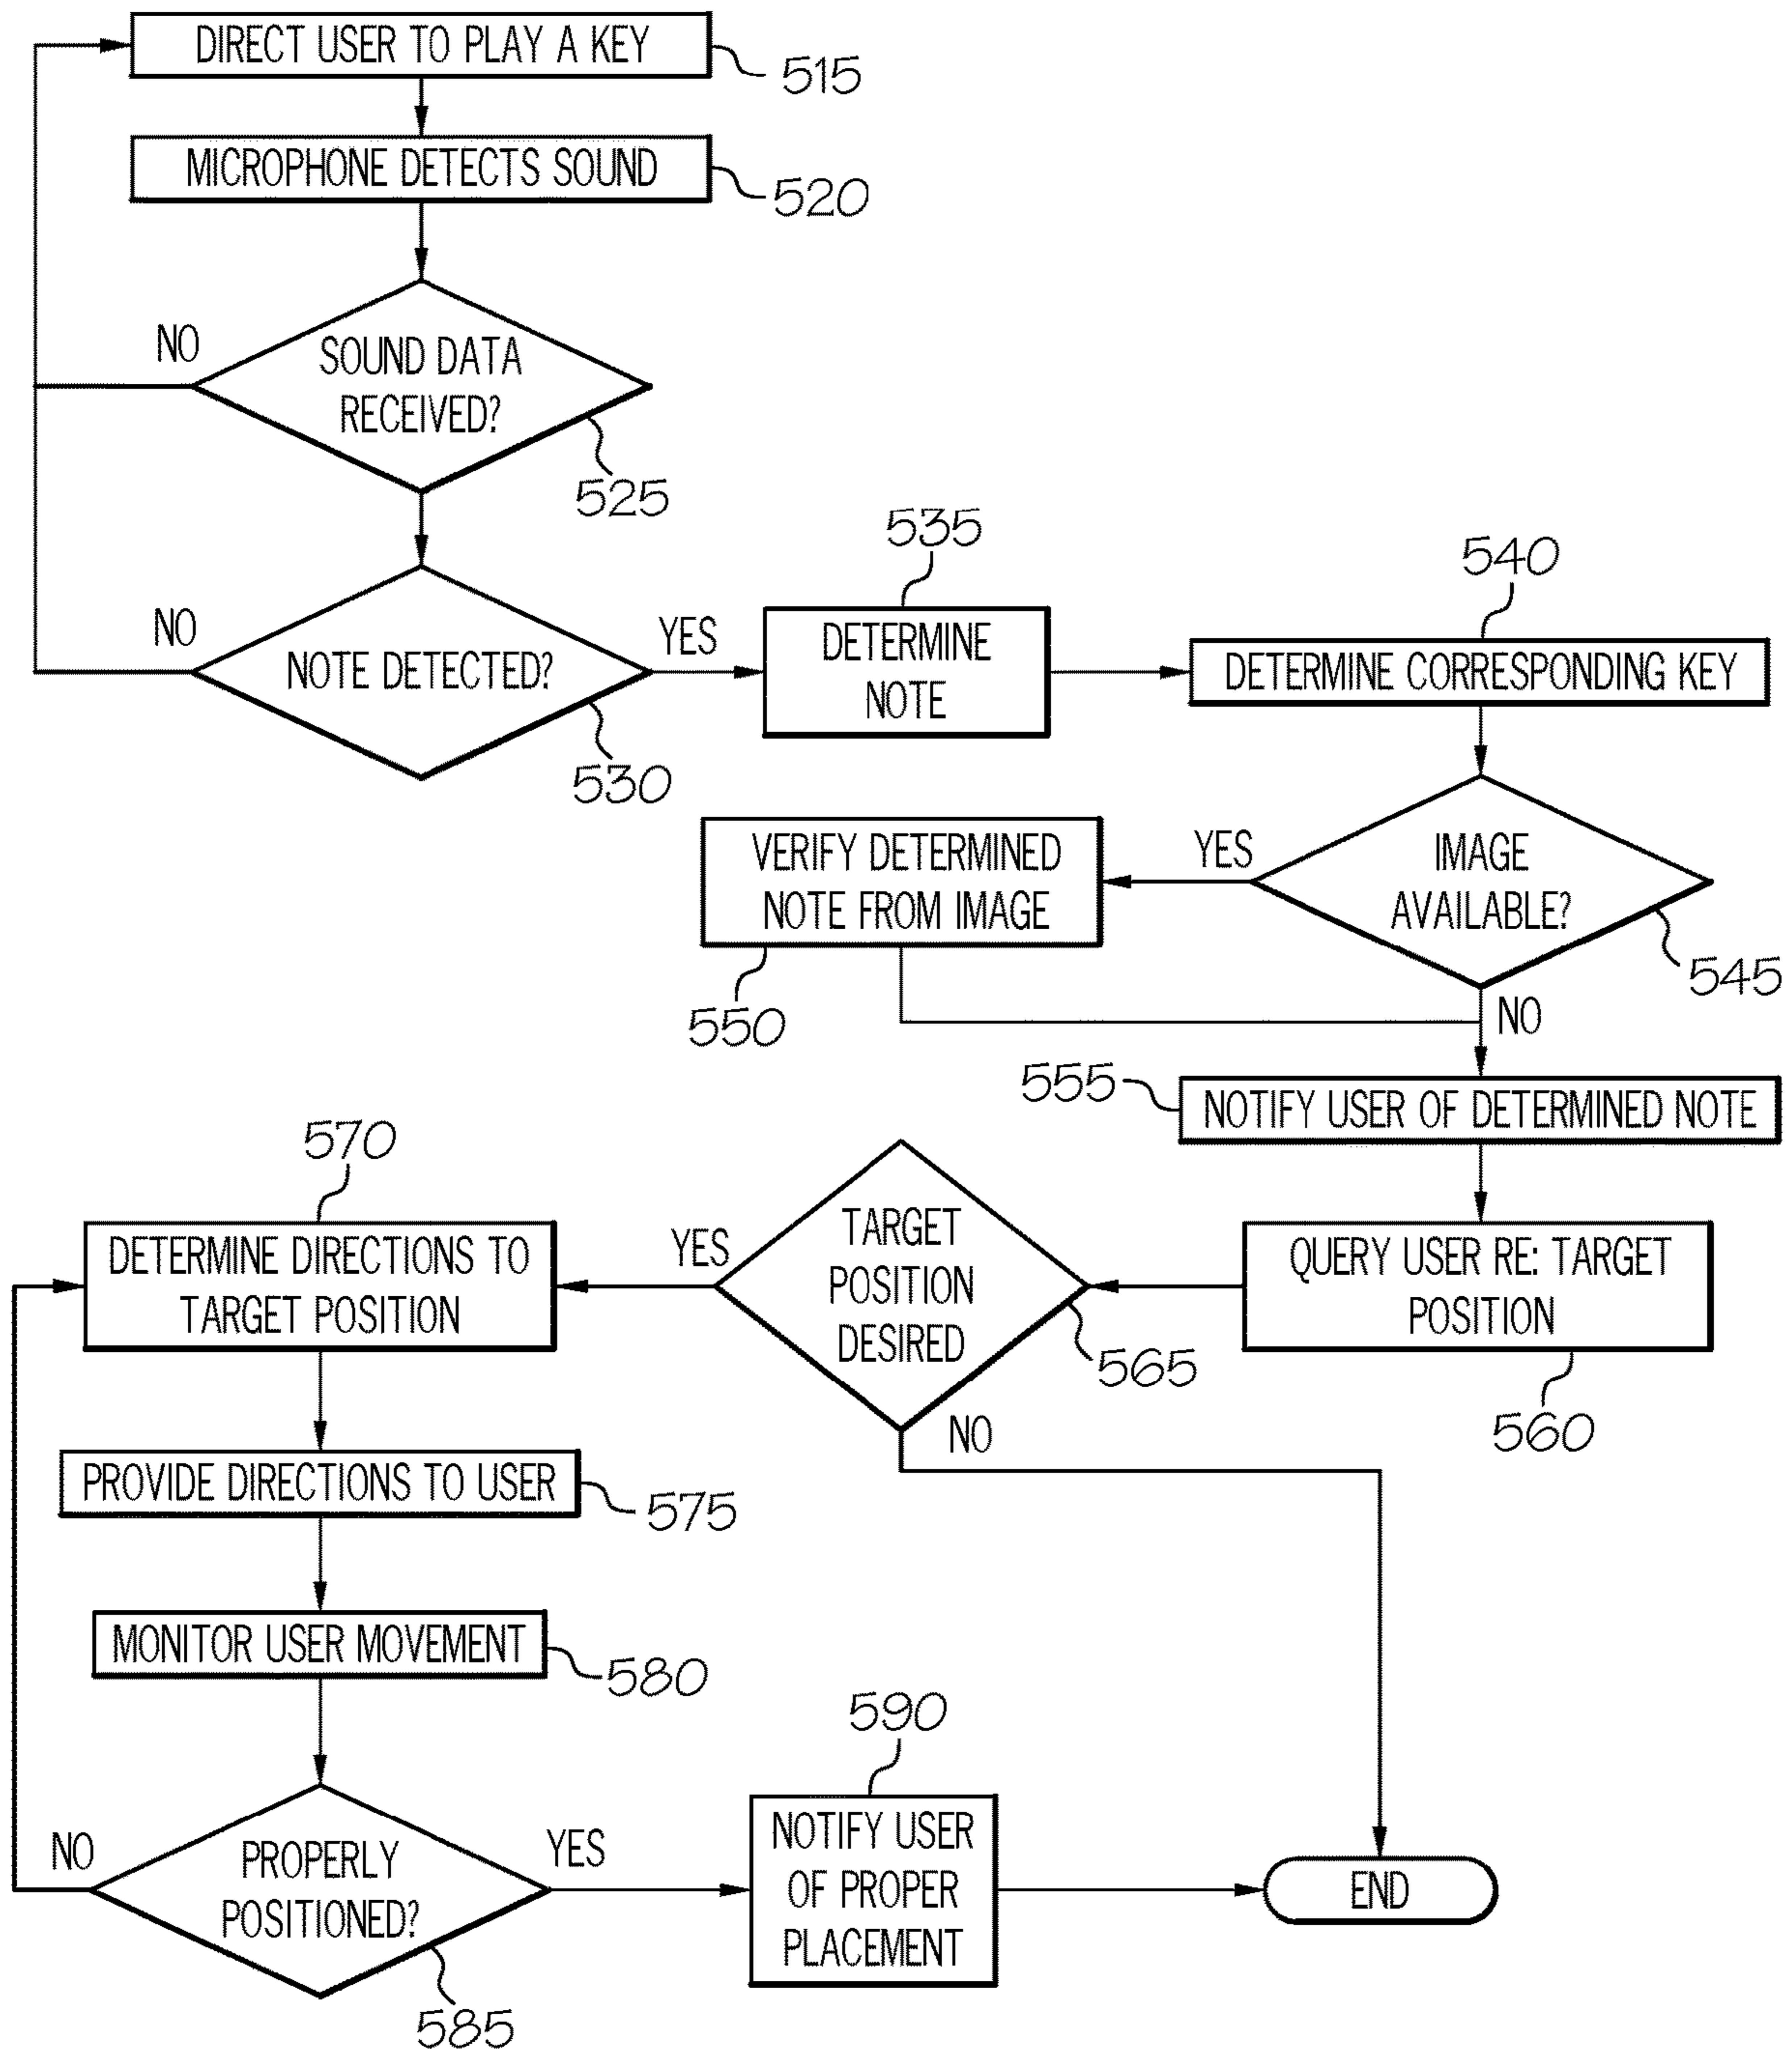 DIRECT USER TO PLAY A KEY
515
MICROPHONE DETECTS SOUND
520
NO
SOUND DATA
RECEIVED?
525
NO
NOTE DETECTED?
530
YES
535
DETERMINE
NOTE
540
DETERMINE CORRESPONDING KEY
IMAGE
AVAILABLE?
545
YES
VERIFY DETERMINED
NOTE FROM IMAGE
550
NO
555
NOTIFY USER OF DETERMINED NOTE
QUERY USER RE: TARGET
POSITION
560
TARGET
POSITION
DESIRED
565
YES
NO
570
DETERMINE DIRECTIONS TO
TARGET POSITION
PROVIDE DIRECTIONS TO USER
575
MONITOR USER MOVEMENT
580
NO
PROPERLY
POSITIONED?
585
YES
590
NOTIFY USER
OF PROPER
PLACEMENT
END